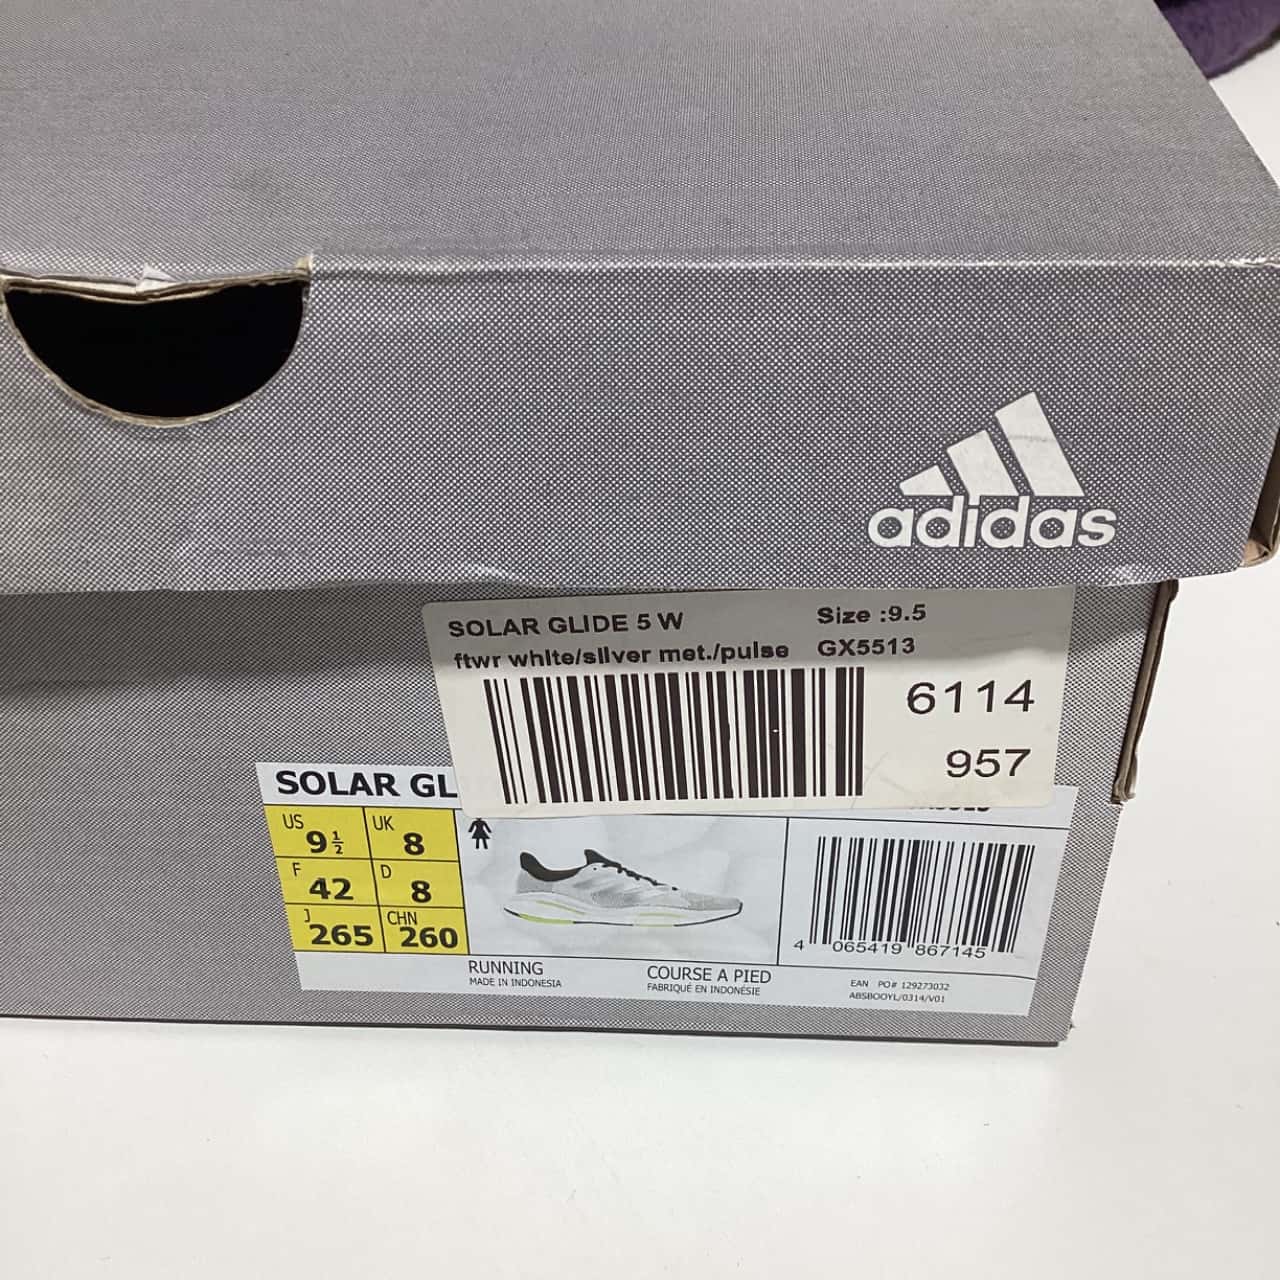 adidas
SOLAR GLIDE 5 W Size :9.5
ftwr white/silver met./pulse GX5513
6114
957
SOLAR GL
US 9½ UK 8
F 42 D 8
J 265 CHN 260
4 065419 867145
RUNNING
MADE IN INDONESIA
COURSE A PIED
FABRIQUÉ EN INDONÉSIE
EAN PO# 129273032
ABSBOOYL/0314/V01